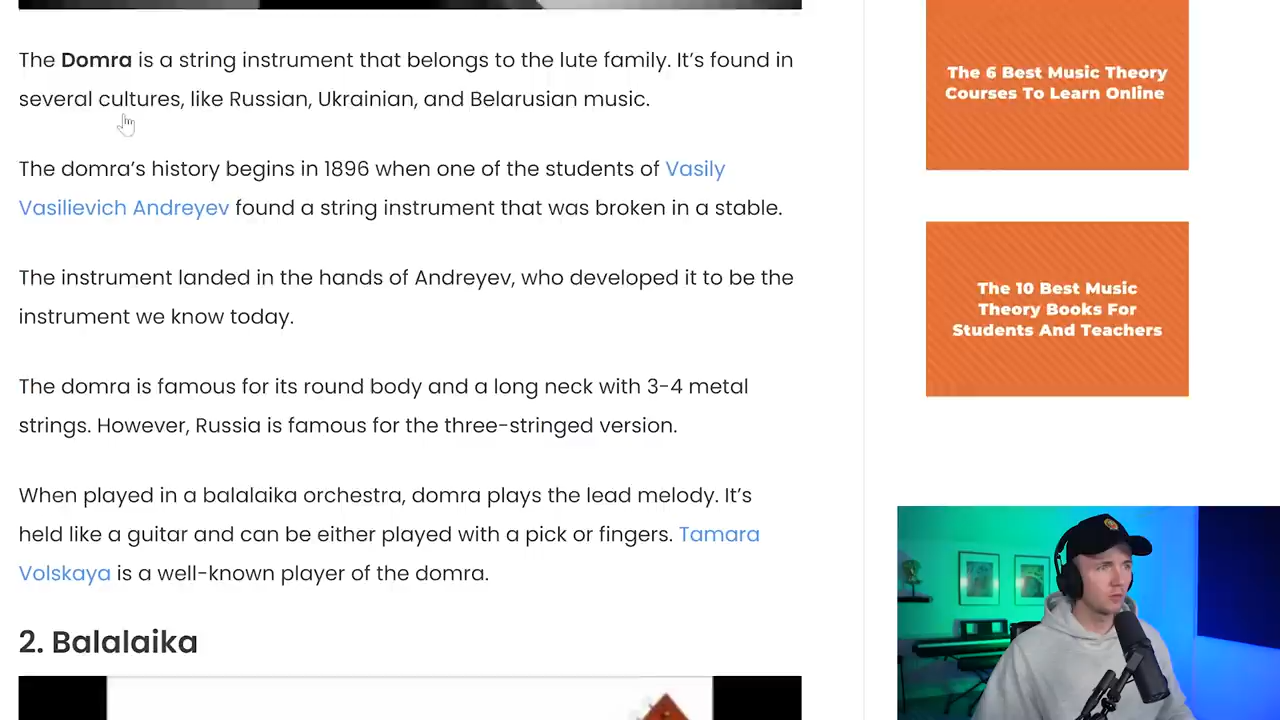 The Domra is a string instrument that belongs to the lute family. It’s found in
several cultures, like Russian, Ukrainian, and Belarusian music.
The domra’s history begins in 1896 when one of the students of Vasily
Vasilievich Andreyev found a string instrument that was broken in a stable.
The instrument landed in the hands of Andreyev, who developed it to be the
instrument we know today.
The domra is famous for its round body and a long neck with 3-4 metal
strings. However, Russia is famous for the three-stringed version.
When played in a balalaika orchestra, domra plays the lead melody. It’s
held like a guitar and can be either played with a pick or fingers. Tamara
Volskaya is a well-known player of the domra.
2. Balalaika
The 6 Best Music Theory
Courses To Learn Online
The 10 Best Music
Theory Books For
Students And Teachers